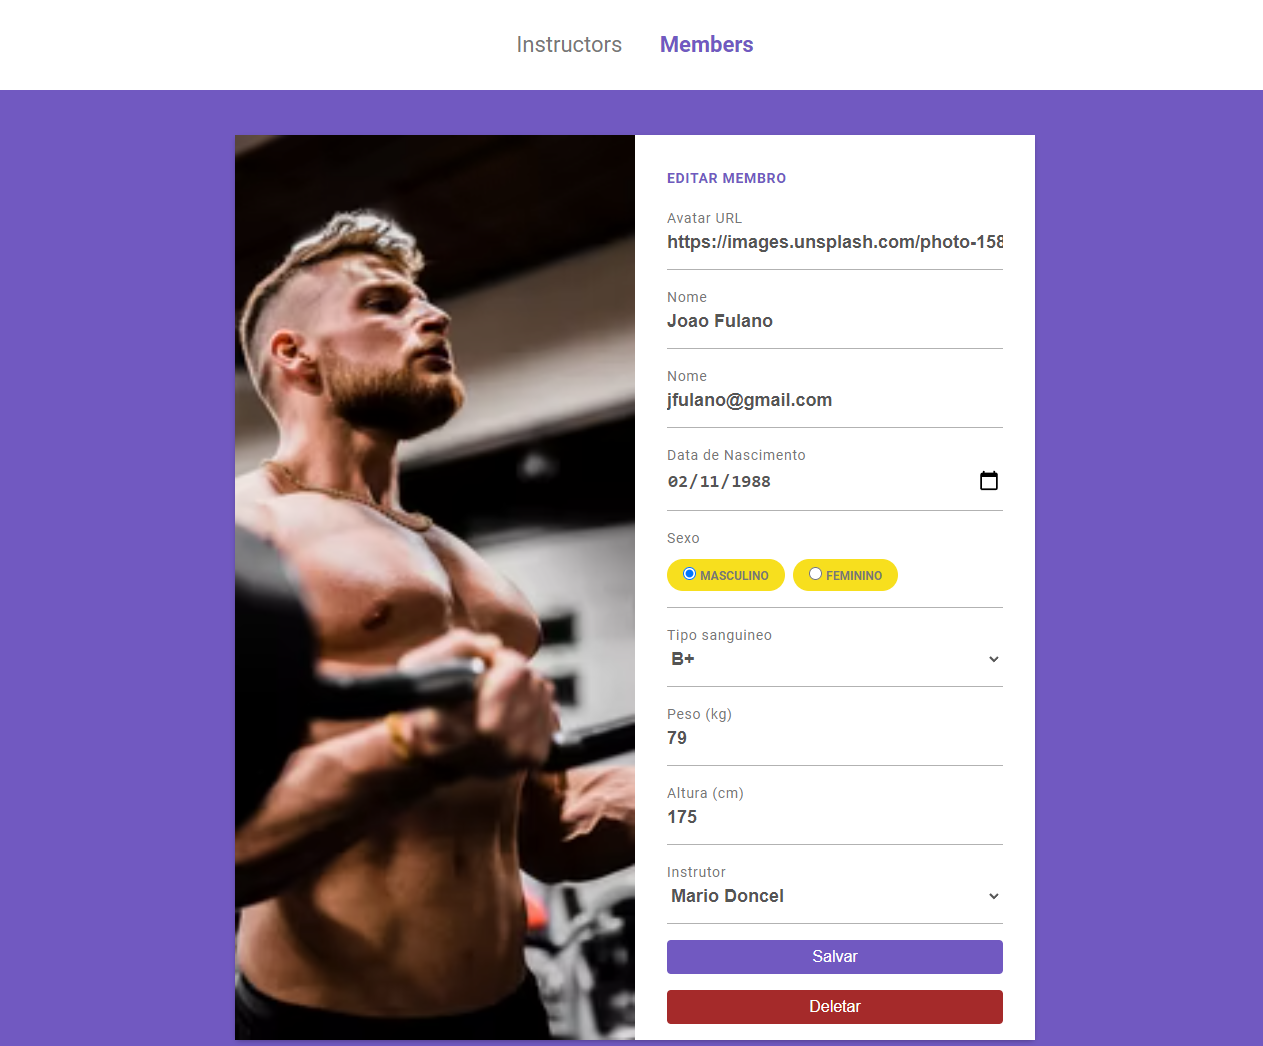 Instructors Members
EDITAR MEMBRO
Avatar URL
https://images.unsplash.com/photo-158
Nome
Joao Fulano
Nome
jfulano@gmail.com
Data de Nascimento
02/11/1988
Sexo
MASCULINO FEMININO
Tipo sanguineo
B+
Peso (kg)
79
Altura (cm)
175
Instrutor
Mario Doncel
Salvar
Deletar